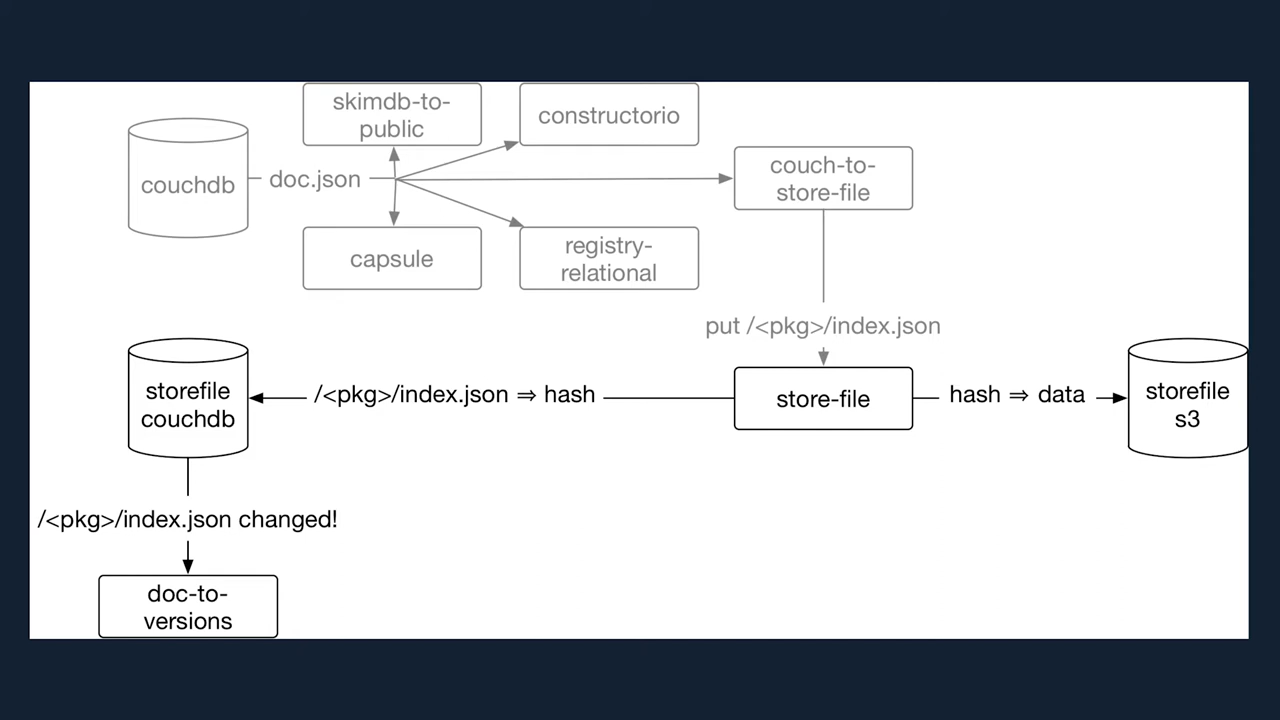 skimdb-to-
public
constructorio
couchdb
doc.json
couch-to-
store-file
capsule
registry-
relational
put /<pkg>/index.json
storefile
couchdb
/<pkg>/index.json ⇒ hash
store-file
hash ⇒ data
storefile
s3
/<pkg>/index.json changed!
doc-to-
versions